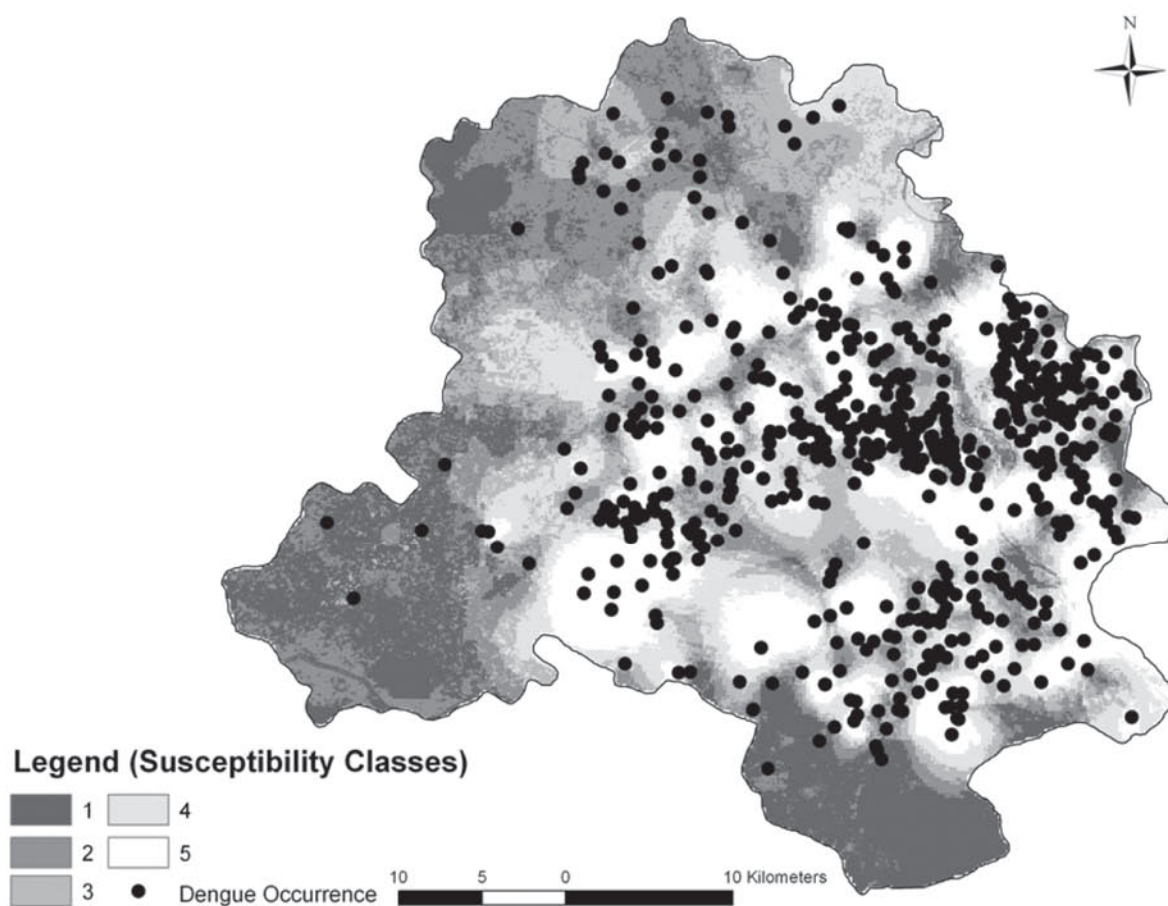 N
Legend (Susceptibility Classes)
1 4
2 5
3 Dengue Occurrence
10 5 0 10 Kilometers